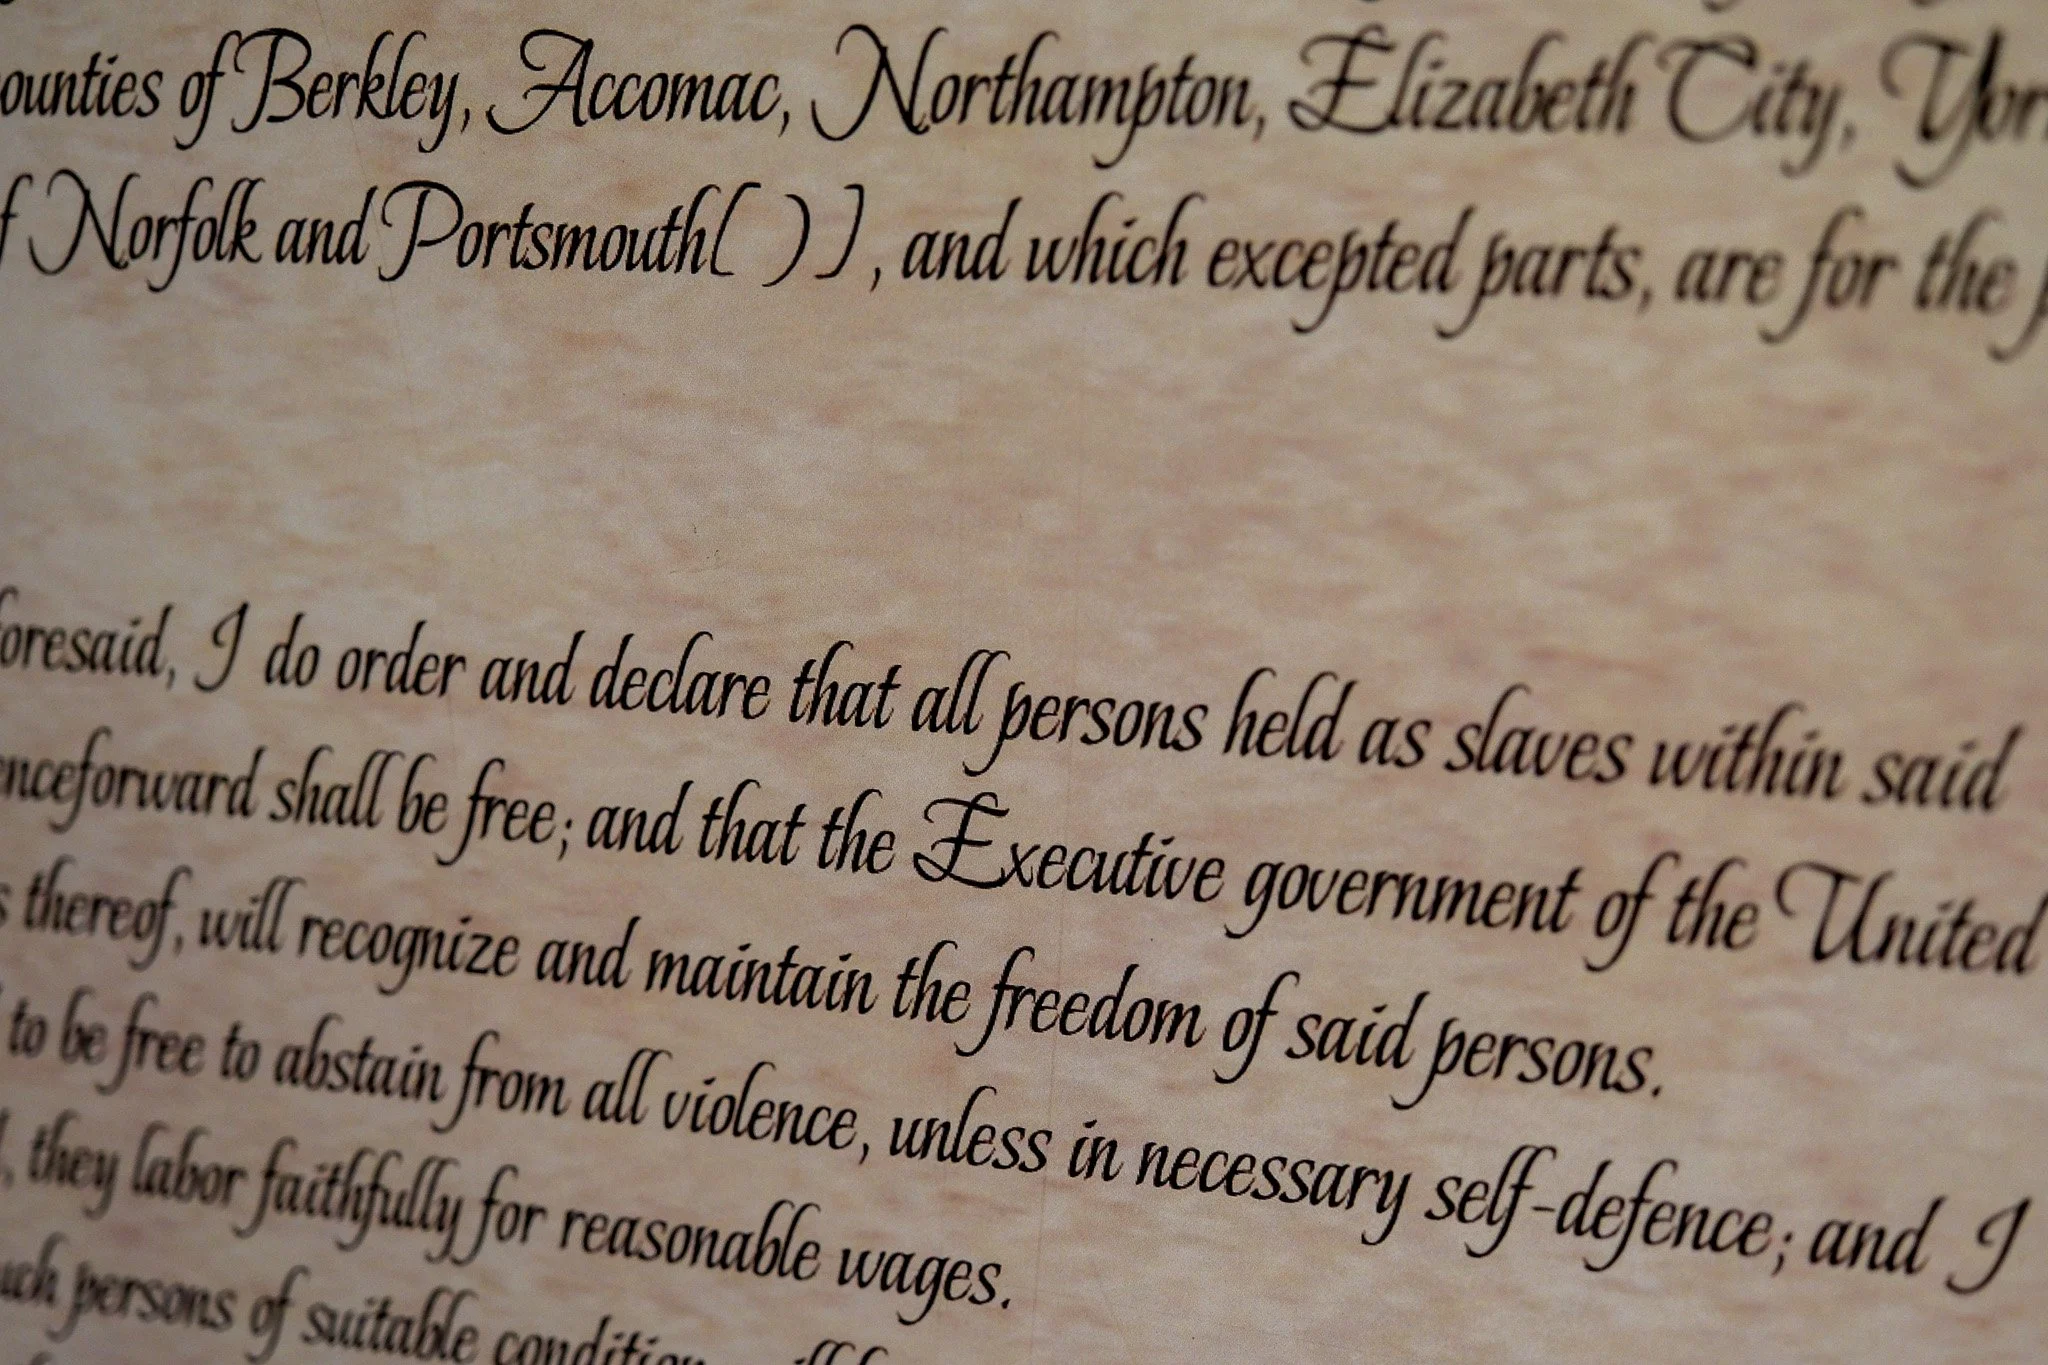 ounties of Berkley, Accomac, Northampton, Elizabeth City, Yor
f Norfolk and Portsmouth[ )], and which excepted parts, are for the
oresaid, I do order and declare that all persons held as slaves within said
nceforward shall be free; and that the Executive government of the United
s thereof, will recognize and maintain the freedom of said persons.
to be free to abstain from all violence, unless in necessary self-defence; and I
, they labor faithfully for reasonable wages.
uch persons of suitable condition